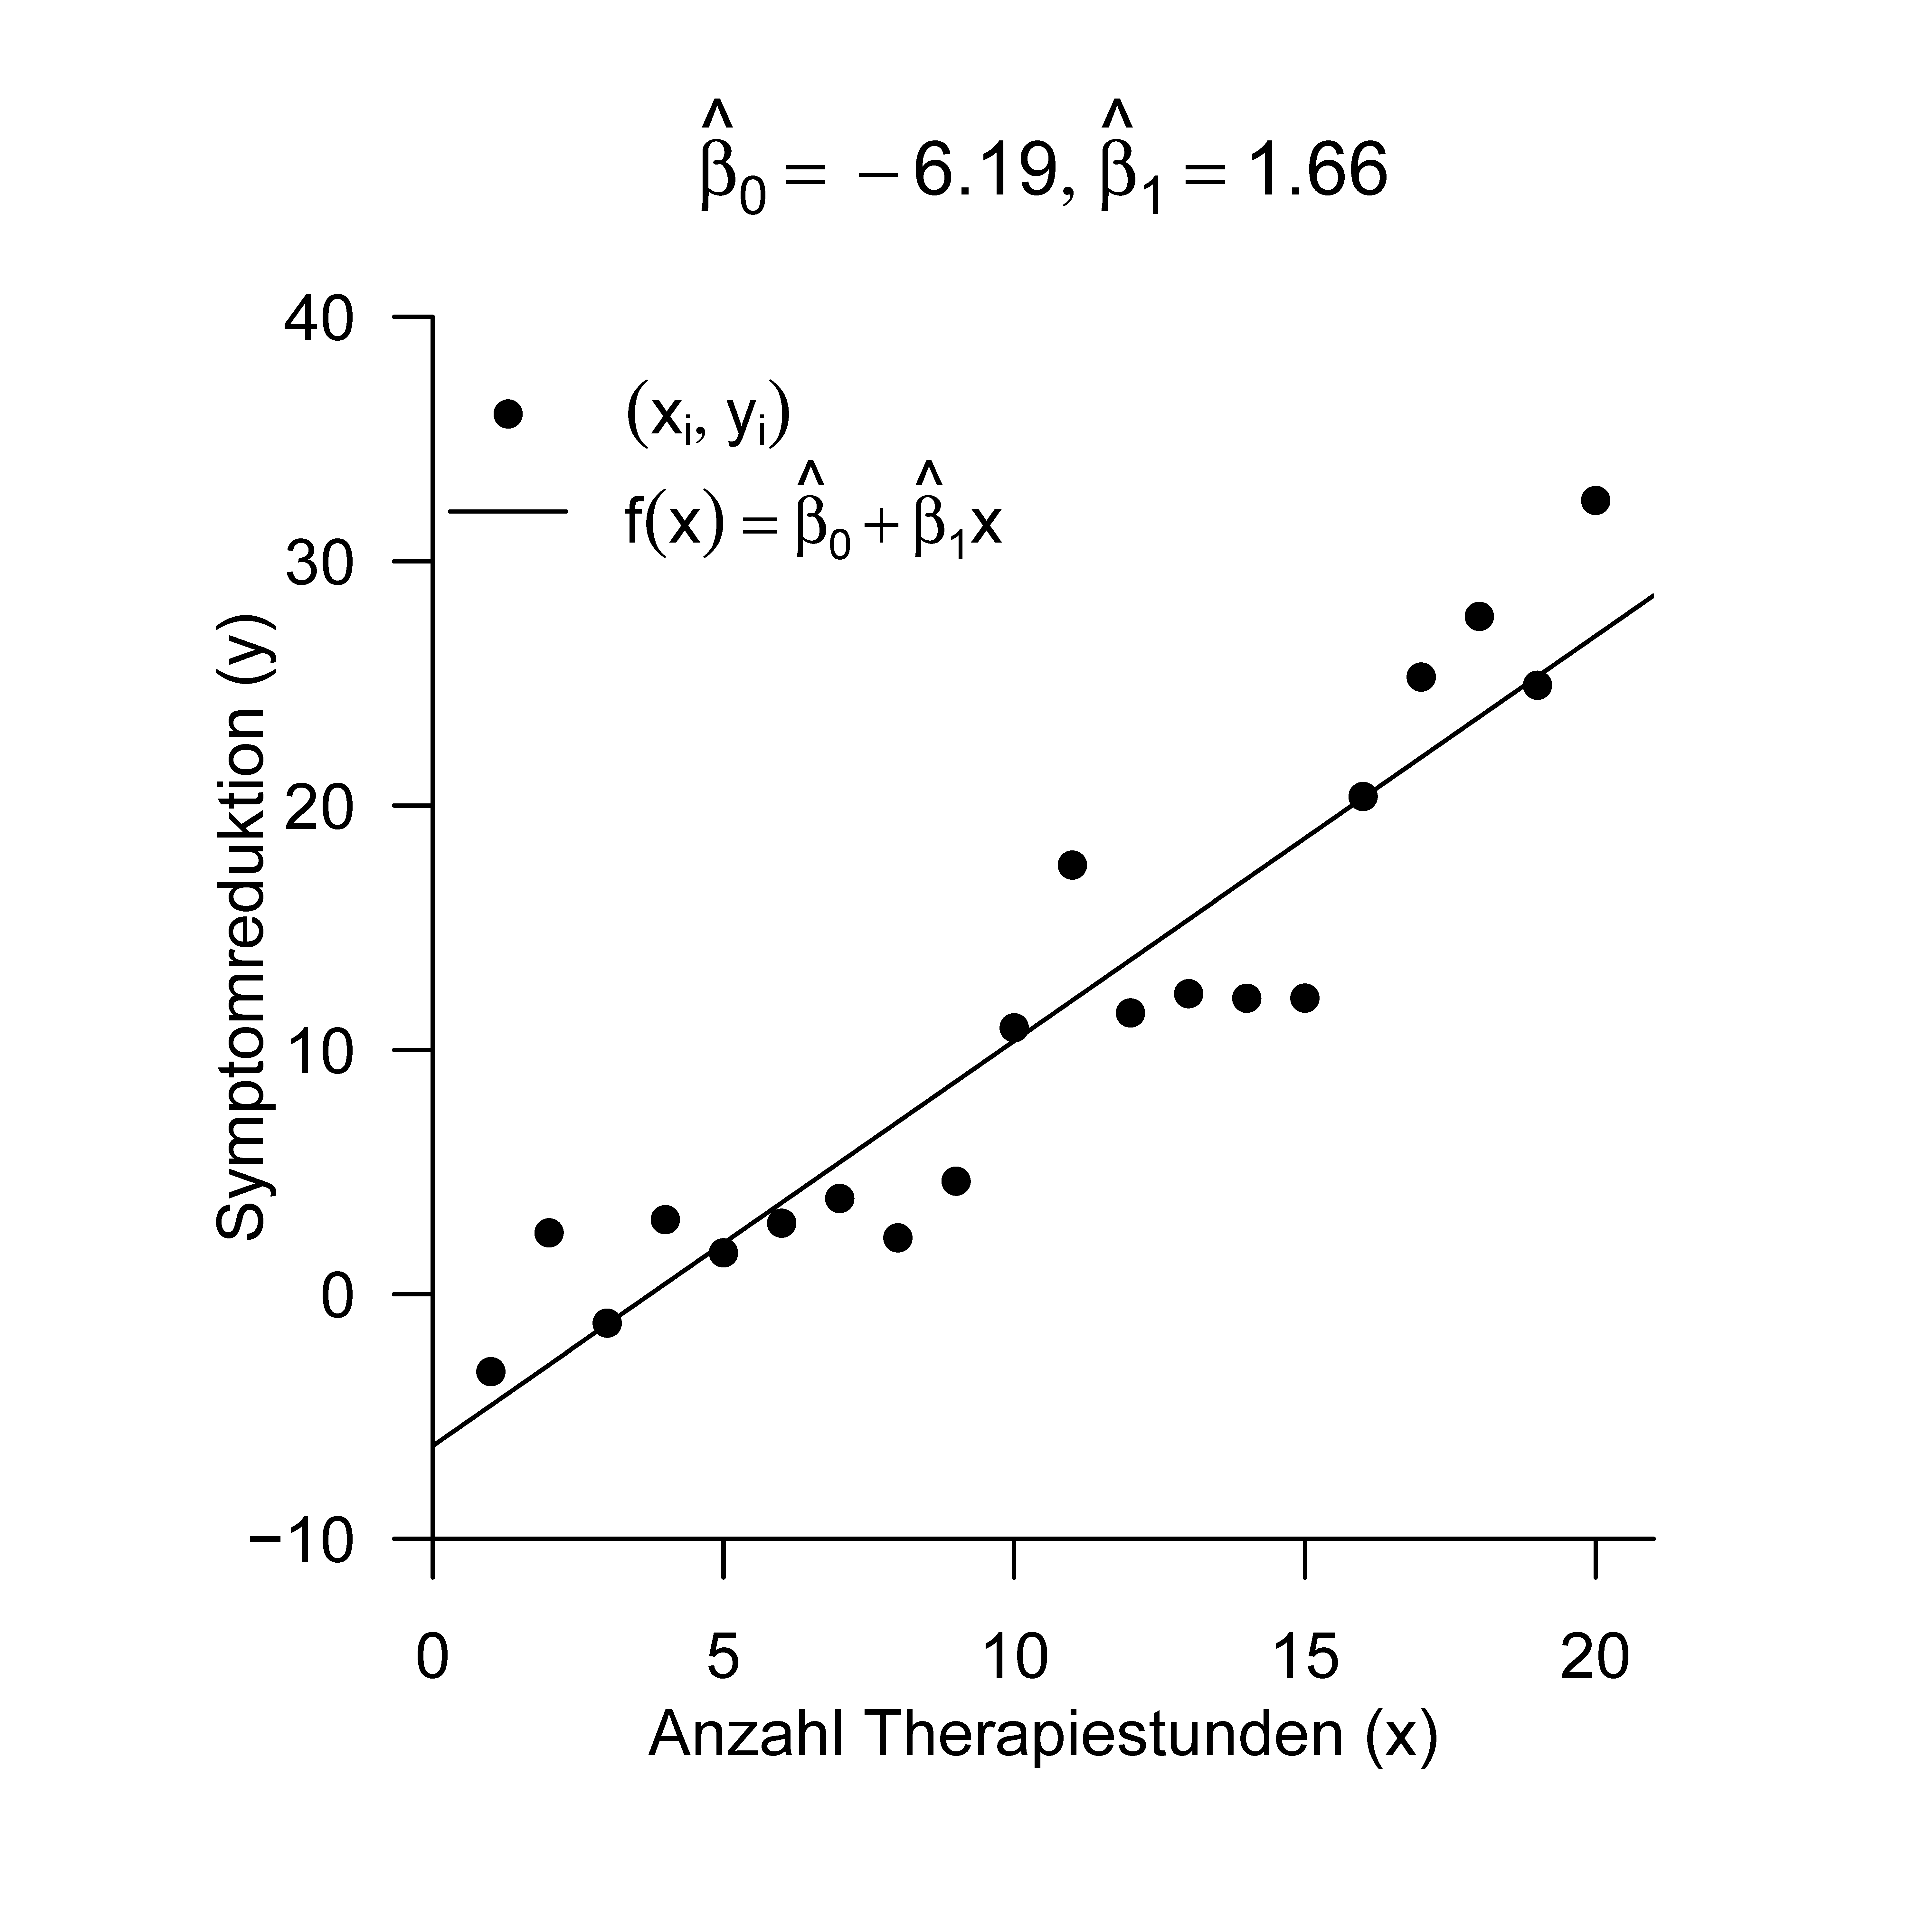 β̂₀ = −6.19, β̂₁ = 1.66
40
(xᵢ, yᵢ)
f(x) = β̂₀ + β̂₁x
30
20
10
0
−10
Symptomreduktion (y)
0 5 10 15 20
Anzahl Therapiestunden (x)